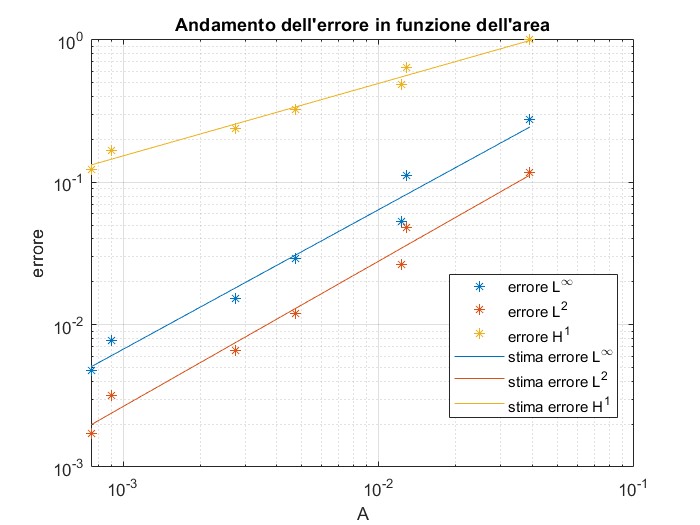 Andamento dell'errore in funzione dell'area
10^0
10^-1
10^-2
10^-3
errore
10^-3
10^-2
10^-1
A
errore L^∞
errore L^2
errore H^1
stima errore L^∞
stima errore L^2
stima errore H^1